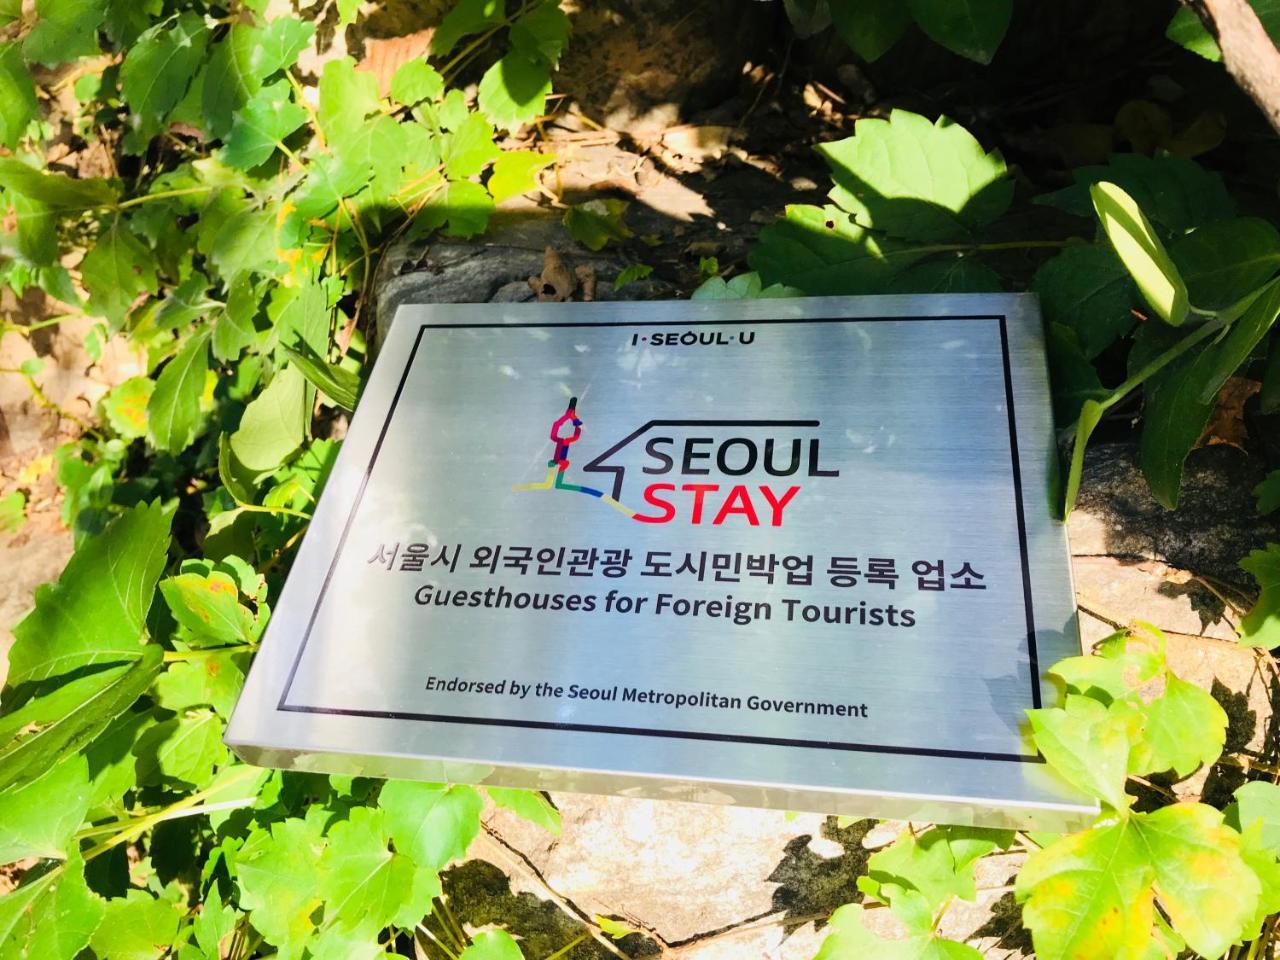 I·SEOUL·U
SEOUL
STAY
서울시 외국인관광 도시민박업 등록 업소
Guesthouses for Foreign Tourists
Endorsed by the Seoul Metropolitan Government